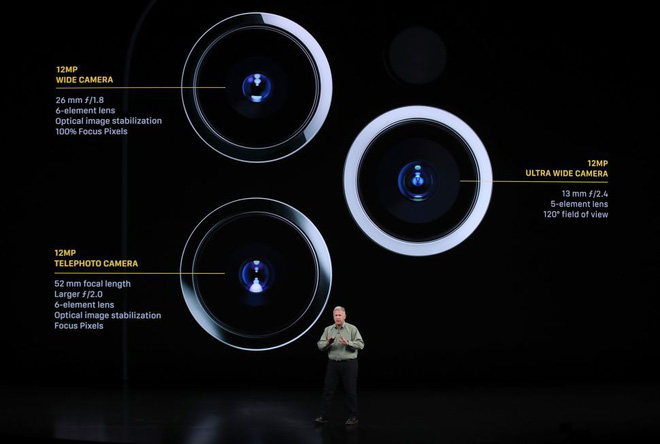 12MP
WIDE CAMERA
26 mm ƒ/1.8
6-element lens
Optical image stabilization
100% Focus Pixels
12MP
ULTRA WIDE CAMERA
13 mm ƒ/2.4
5-element lens
120° field of view
12MP
TELEPHOTO CAMERA
52 mm focal length
Larger ƒ/2.0
6-element lens
Optical image stabilization
Focus Pixels